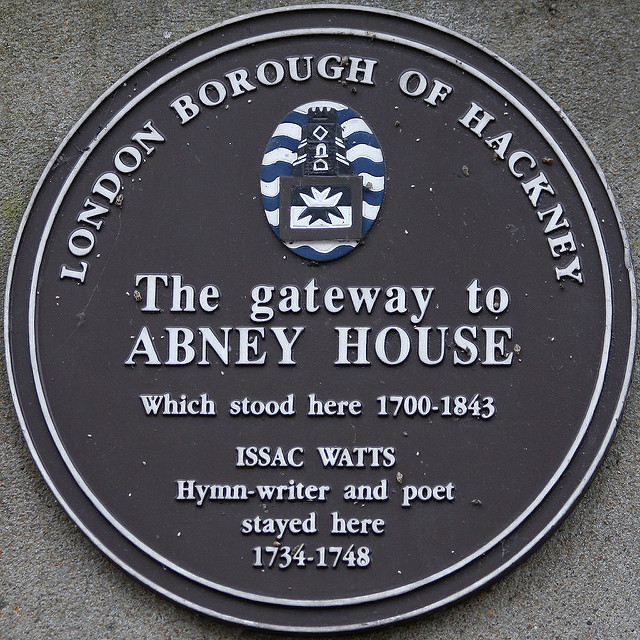 LONDON BOROUGH OF HACKNEY
The gateway to
ABNEY HOUSE
Which stood here 1700-1843
ISSAC WATTS
Hymn-writer and poet
stayed here
1734-1748